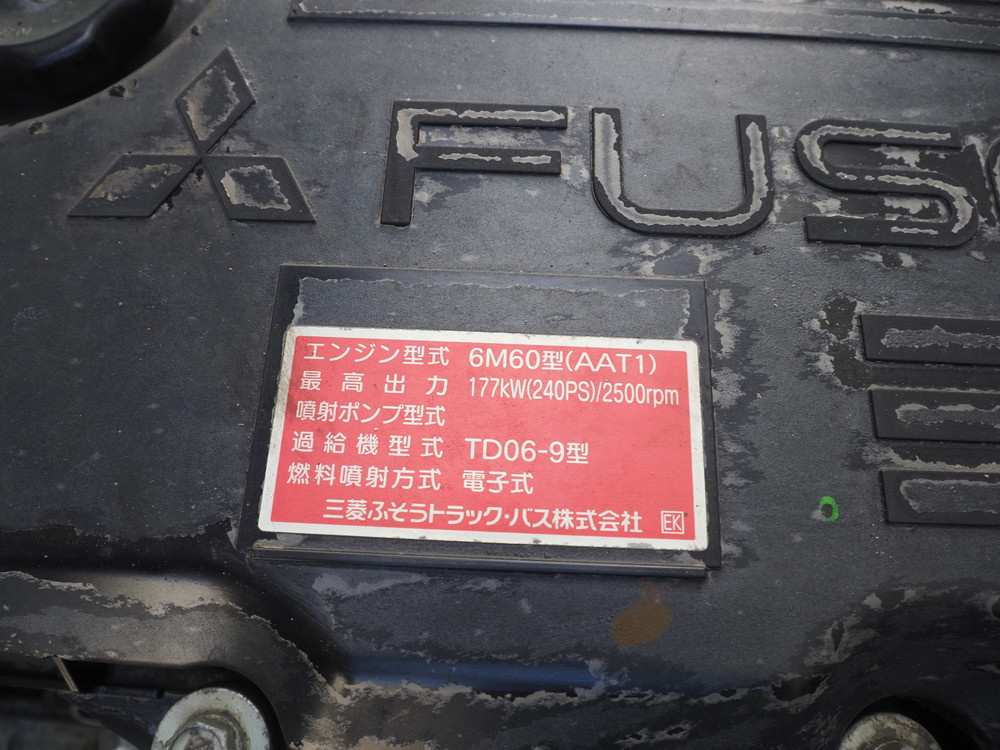 FUS
エンジン型式 6M60型(AAT1)
最高出力 177kW(240PS)/2500rpm
噴射ポンプ型式
過給機型式 TD06-9型
燃料噴射方式 電子式
三菱ふそうトラック・バス株式会社 EK